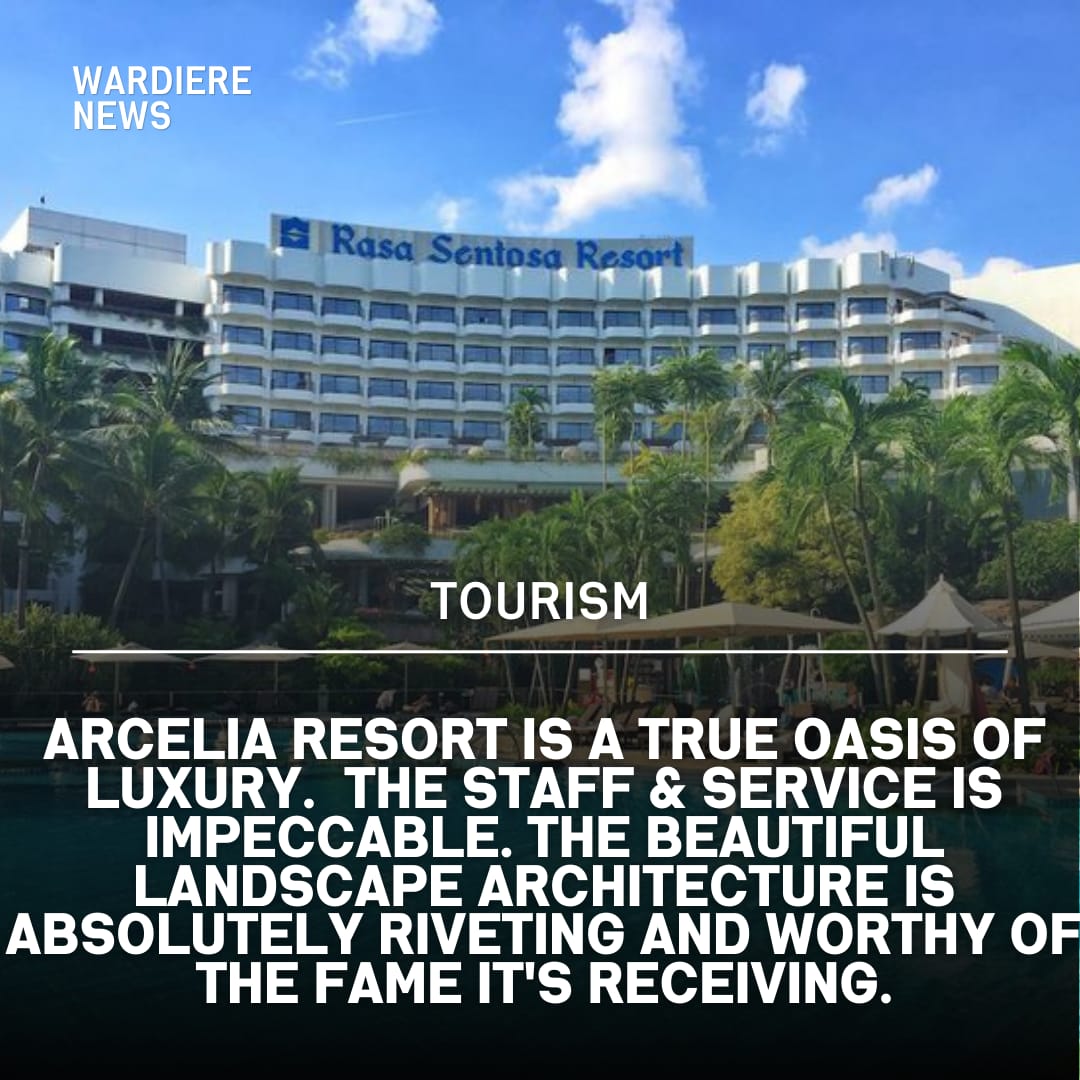 WARDIERE
NEWS
Rasa Sentosa Resort
TOURISM
ARCELIA RESORT IS A TRUE OASIS OF
LUXURY.  THE STAFF & SERVICE IS
IMPECCABLE. THE BEAUTIFUL
LANDSCAPE ARCHITECTURE IS
ABSOLUTELY RIVETING AND WORTHY OF
THE FAME IT'S RECEIVING.